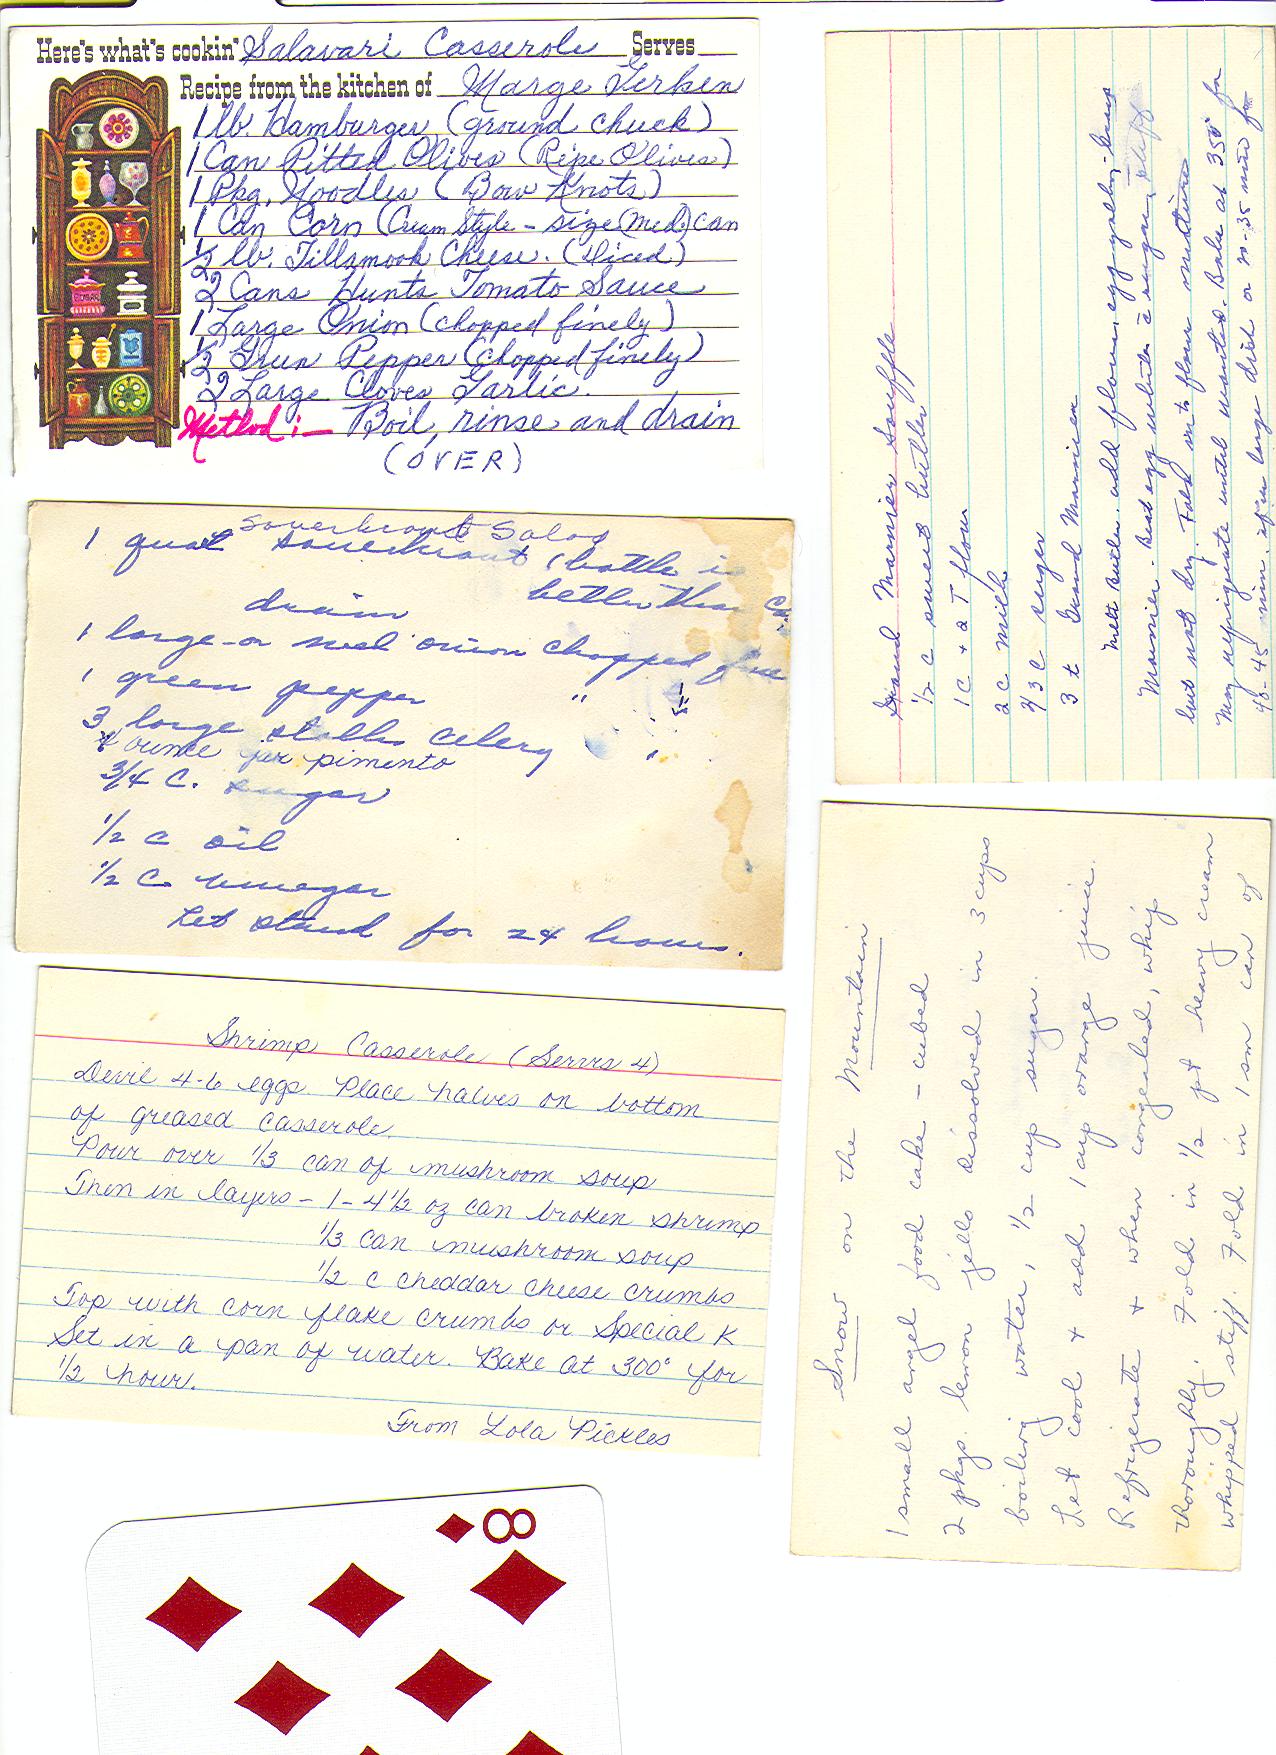 Here's what's cookin' Salavari Casserole Serves
Recipe from the kitchen of Marge Gerken
1 lb. Hamburger (ground chuck)
1 Can Pitted Olives (Ripe Olives)
1 Pkg. Noodles (Bow Knots)
1 Can Corn (Cream Style - size (Med.) can
1/2 lb. Tillamook Cheese. (Diced)
2 Cans Hunts Tomato Sauce
1 Large Onion (chopped finely)
1/2 Green Pepper (chopped finely)
2 Large Cloves Garlic.
Method:— Boil, rinse and drain
(OVER)
Sauerkraut Salad
1 quart sauerkraut (bottle is
better than
drain
1 large or med onion chopped fine
1 green pepper "
3 large stalks celery "
4 ounce jar pimento
3/4 C. sugar
1/2 C oil
1/2 C. vinegar
Let stand for 24 hours.
Shrimp Casserole (Serves 4)
Devil 4-6 eggs. Place halves on bottom
of greased casserole.
Pour over 1/3 can of mushroom soup
Then in layers - 1 - 4 1/2 oz can broken shrimp
1/3 can mushroom soup
1/2 c cheddar cheese crumbs
Top with corn flake crumbs or Special K
Set in a pan of water. Bake at 300° for
1/2 hour.
From Lola Pickles
8
Grand Marnier Souffle
1/2 C sweet butter
1 C + 2 T flour
2 C milk
2/3 C sugar
3 t Grand Marnier
Melt Butter, add flour, egg yolks, Grand
Marnier. Beat egg whites & sugar, stiff
but not dry. Fold into flour mixture
May refrigerate until wanted. Bake at 350° for
40-45 min. if in large dish or 30-35 min for
Snow on the Mountain
1 small angel food cake - cubed
2 pkgs. lemon jello dissolved in 3 cups
boiling water, 1/2 cup sugar.
Let cool + add 1 cup orange juice.
Refrigerate + when congealed, whip
thoroughly. Fold in 1/2 pt heavy cream
whipped stiff. Fold in 1 sm can of